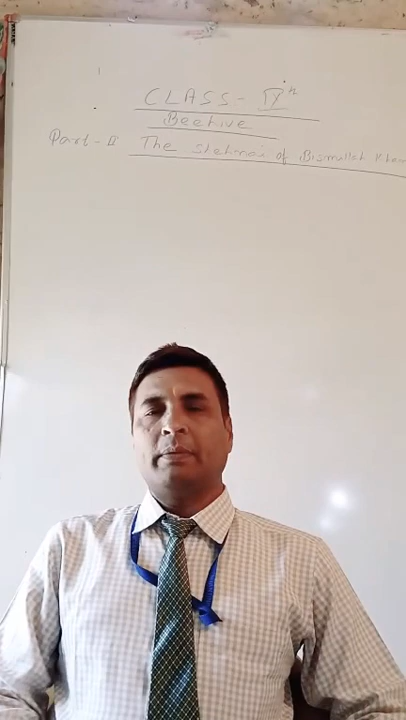 CLASS - IXth
Beehive
Part - II The Shehnai of Bismillah Khan